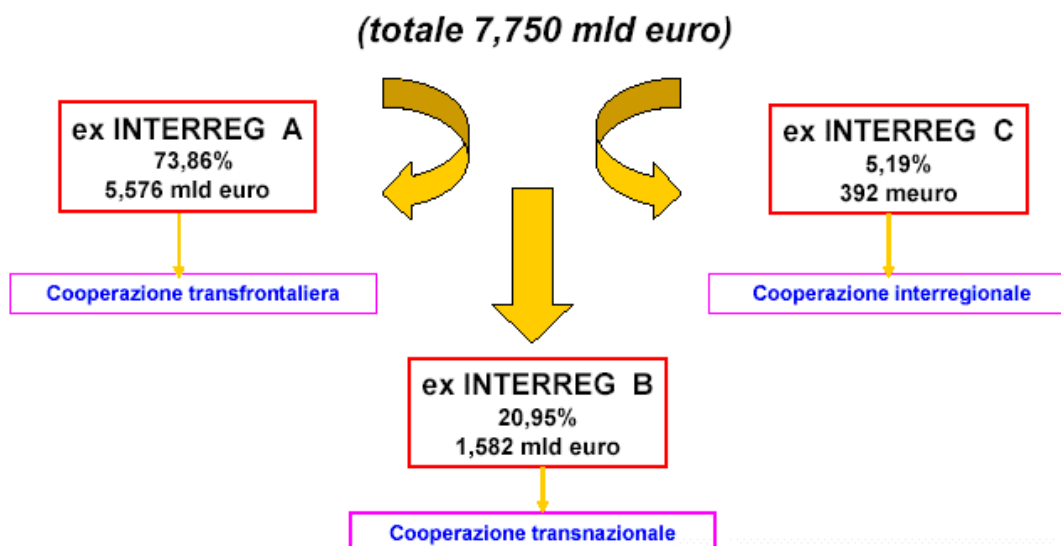 (totale 7,750 mld euro)
ex INTERREG A
73,86%
5,576 mld euro
Cooperazione transfrontaliera
ex INTERREG C
5,19%
392 meuro
Cooperazione interregionale
ex INTERREG B
20,95%
1,582 mld euro
Cooperazione transnazionale